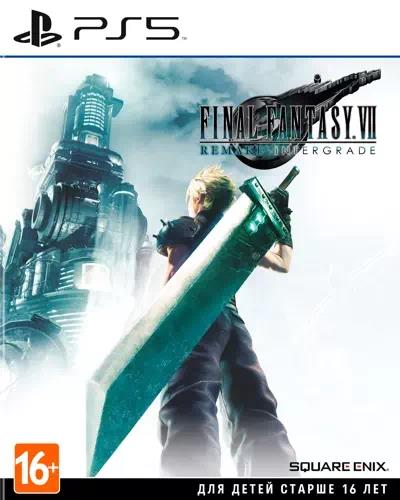 PS5
FINAL FANTASY VII
REMAKE INTERGRADE
16+
SQUARE ENIX®
ДЛЯ ДЕТЕЙ СТАРШЕ 16 ЛЕТ